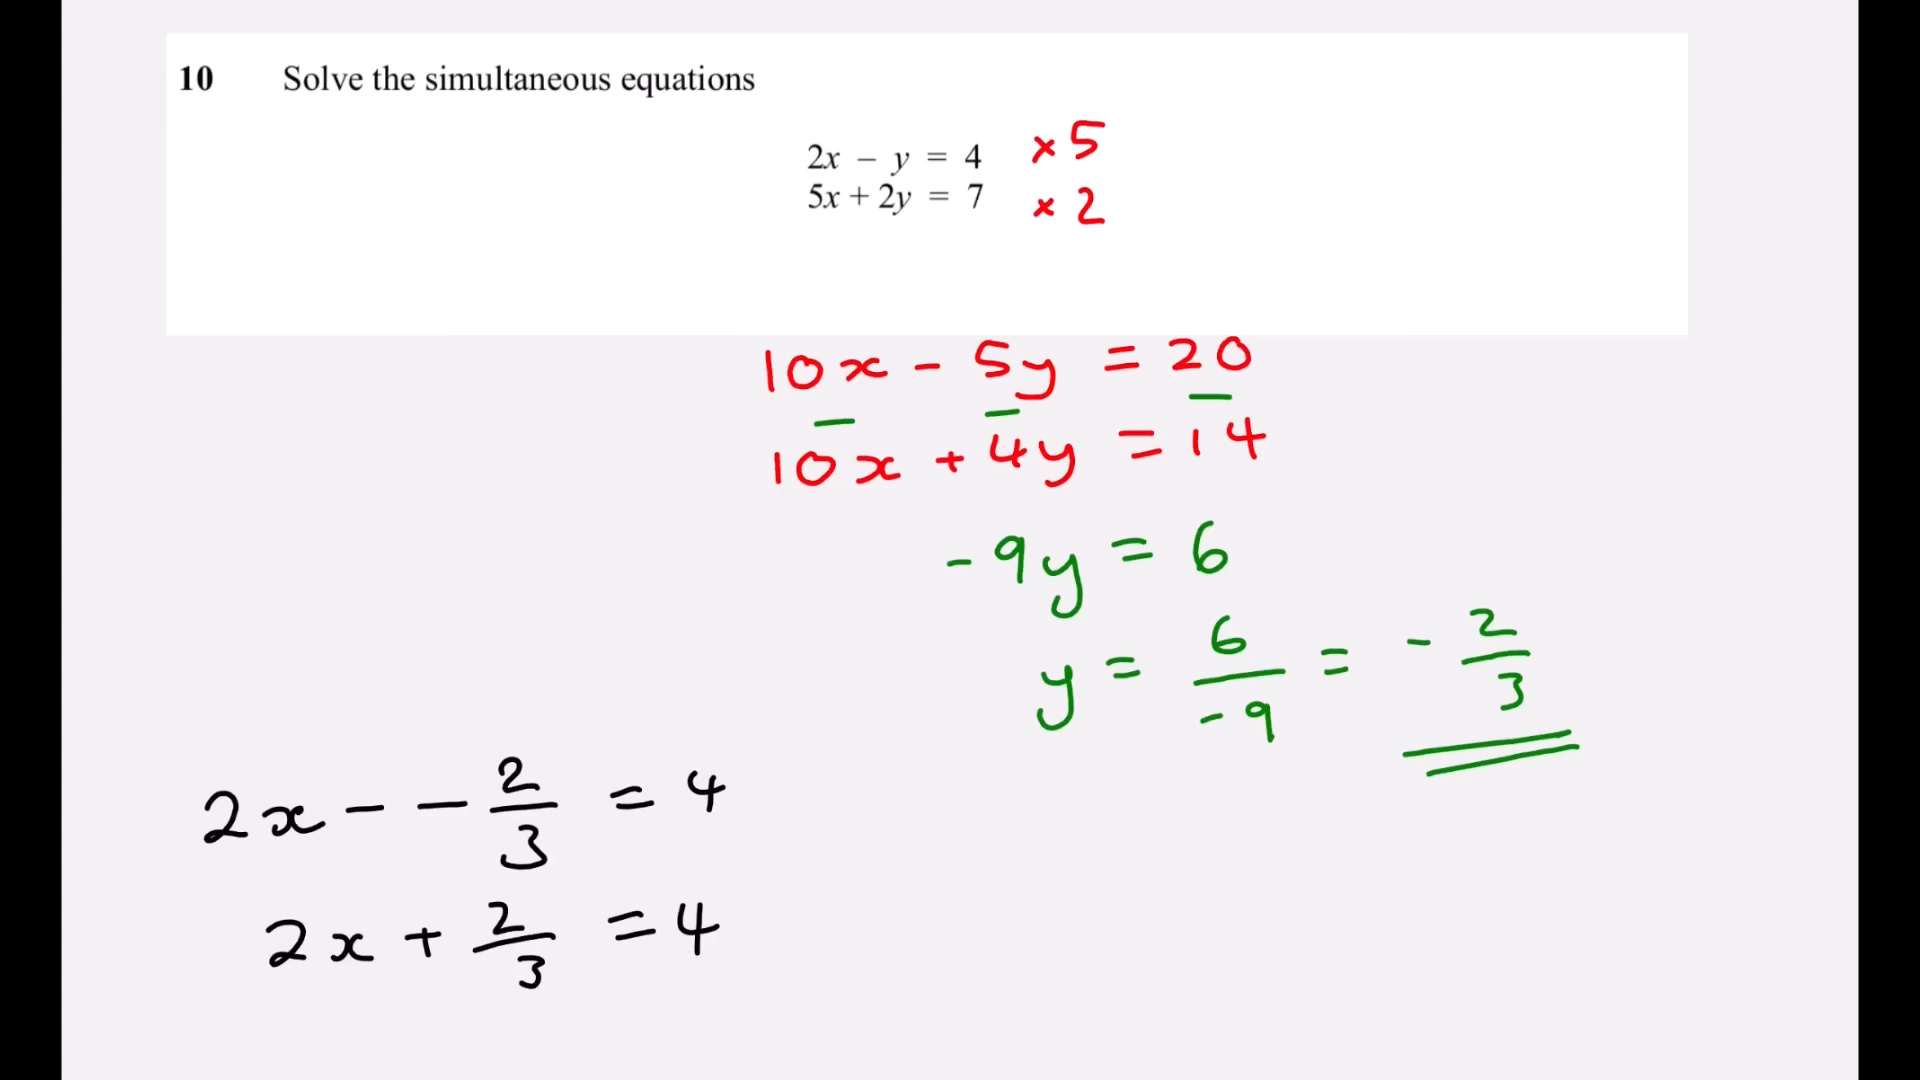 10 Solve the simultaneous equations
2x − y = 4 ×5
5x + 2y = 7 ×2
10x - 5y = 20
10x + 4y = 14
-9y = 6
y = 6/-9 = -2/3
2x - -2/3 = 4
2x + 2/3 = 4